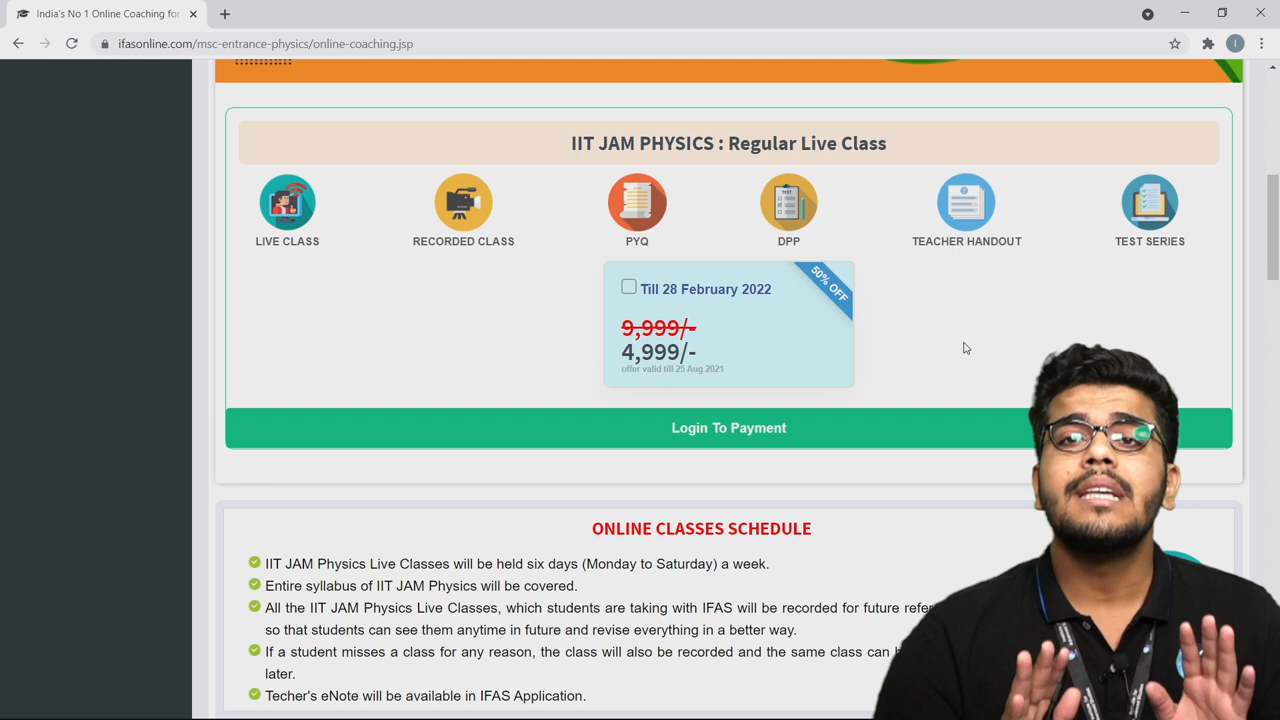 India's No 1 Online Coaching for
ifasonline.com/msc-entrance-physics/online-coaching.jsp
I
IIT JAM PHYSICS : Regular Live Class
LIVE CLASS
RECORDED CLASS
PYQ
DPP
TEACHER HANDOUT
TEST SERIES
50% OFF
Till 28 February 2022
9,999/-
4,999/-
offer valid till 25 Aug 2021
Login To Payment
ONLINE CLASSES SCHEDULE
IIT JAM Physics Live Classes will be held six days (Monday to Saturday) a week.
Entire syllabus of IIT JAM Physics will be covered.
All the IIT JAM Physics Live Classes, which students are taking with IFAS will be recorded for future
so that students can see them anytime in future and revise everything in a better way.
If a student misses a class for any reason, the class will also be recorded and the same class can
later.
Techer's eNote will be available in IFAS Application.